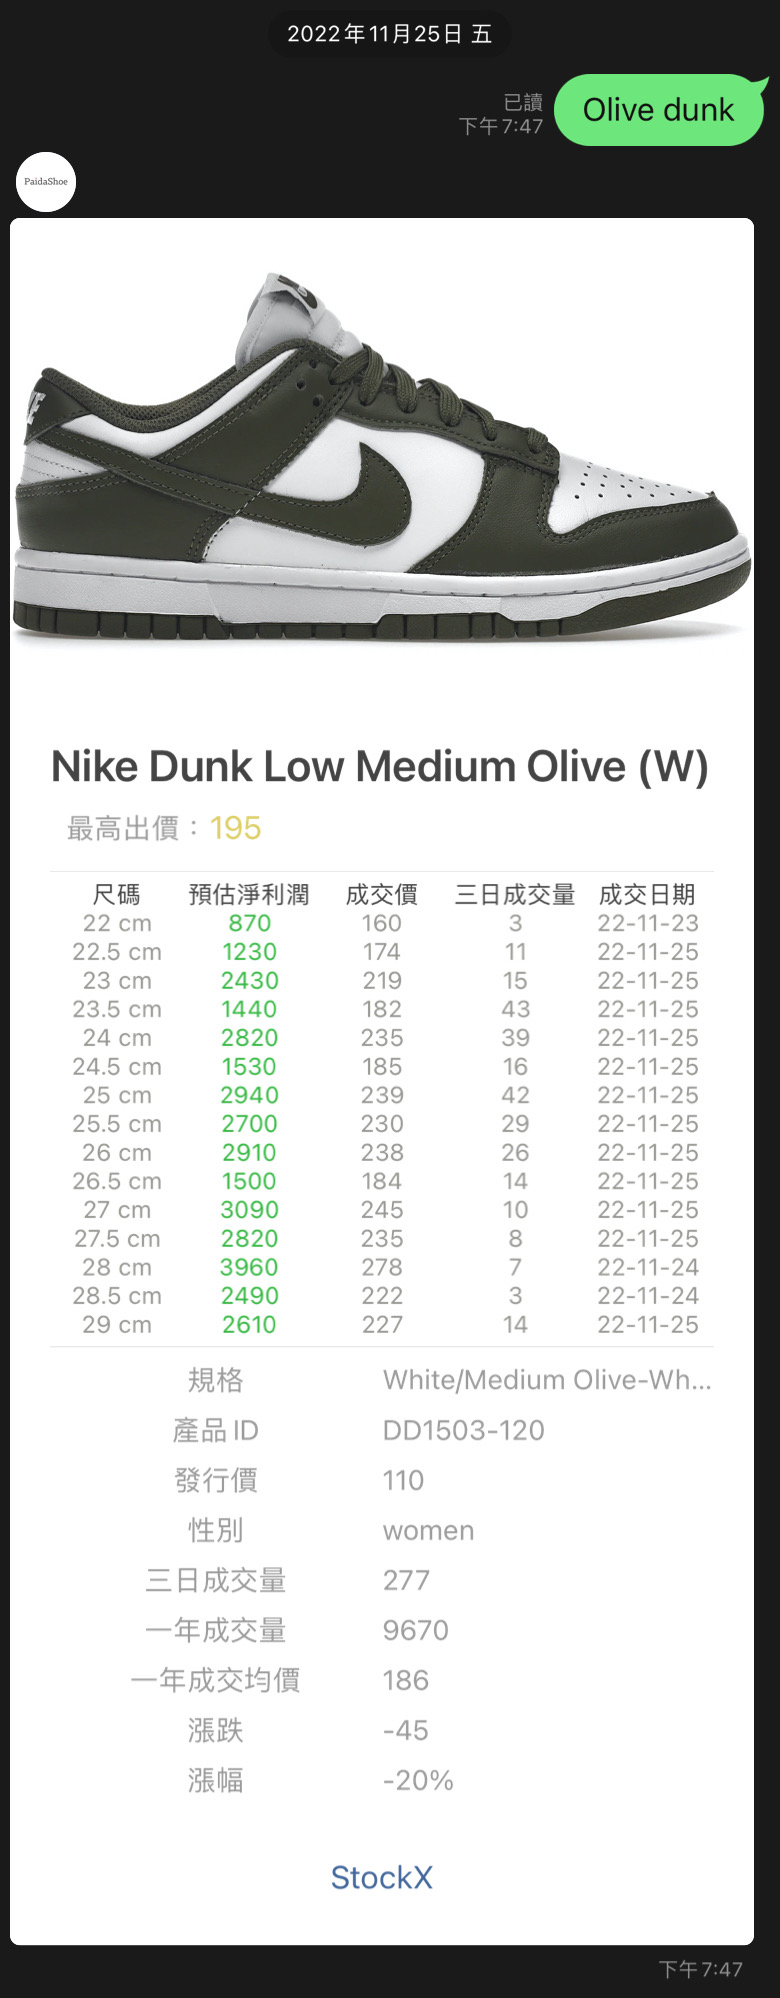 2022年11月25日 五
Olive dunk
已讀
下午7:47
PaidaShoe
Nike Dunk Low Medium Olive (W)
最高出價：195
尺碼 預估淨利潤 成交價 三日成交量 成交日期
22 cm 870 160 3 22-11-23
22.5 cm 1230 174 11 22-11-25
23 cm 2430 219 15 22-11-25
23.5 cm 1440 182 43 22-11-25
24 cm 2820 235 39 22-11-25
24.5 cm 1530 185 16 22-11-25
25 cm 2940 239 42 22-11-25
25.5 cm 2700 230 29 22-11-25
26 cm 2910 238 26 22-11-25
26.5 cm 1500 184 14 22-11-25
27 cm 3090 245 10 22-11-25
27.5 cm 2820 235 8 22-11-25
28 cm 3960 278 7 22-11-24
28.5 cm 2490 222 3 22-11-24
29 cm 2610 227 14 22-11-25
規格 White/Medium Olive-Wh...
產品ID DD1503-120
發行價 110
性別 women
三日成交量 277
一年成交量 9670
一年成交均價 186
漲跌 -45
漲幅 -20%
StockX
下午7:47